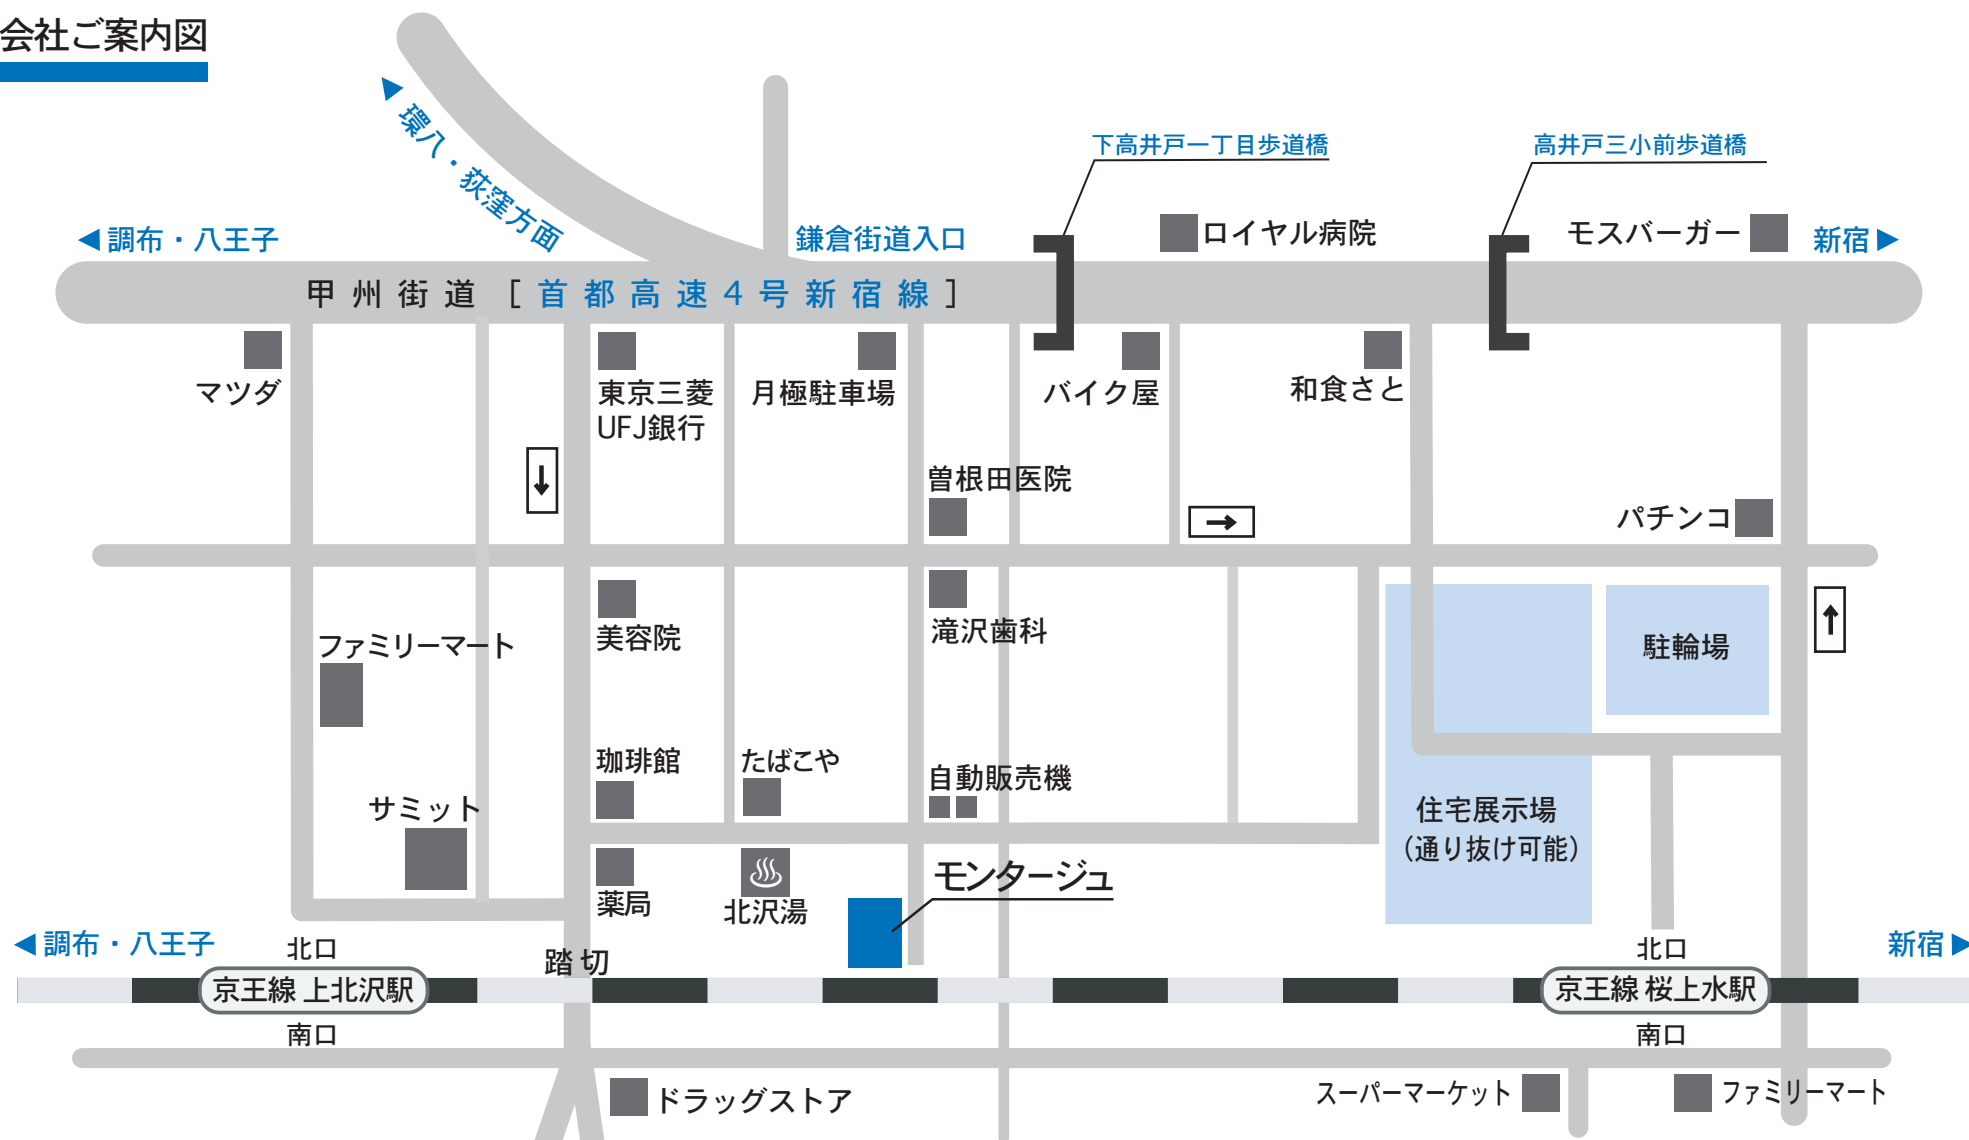 会社ご案内図
環八・荻窪方面
下高井戸一丁目歩道橋
高井戸三小前歩道橋
調布・八王子
鎌倉街道入口
ロイヤル病院
モスバーガー
新宿
甲州街道[首都高速4号新宿線]
マツダ
東京三菱
UFJ銀行
月極駐車場
バイク屋
和食さと
曽根田医院
パチンコ
ファミリーマート
美容院
滝沢歯科
駐輪場
珈琲館
たばこや
自動販売機
サミット
住宅展示場
（通り抜け可能）
モンタージュ
薬局
北沢湯
調布・八王子
北口
踏切
北口
新宿
京王線 上北沢駅
京王線 桜上水駅
南口
南口
ドラッグストア
スーパーマーケット
ファミリーマート